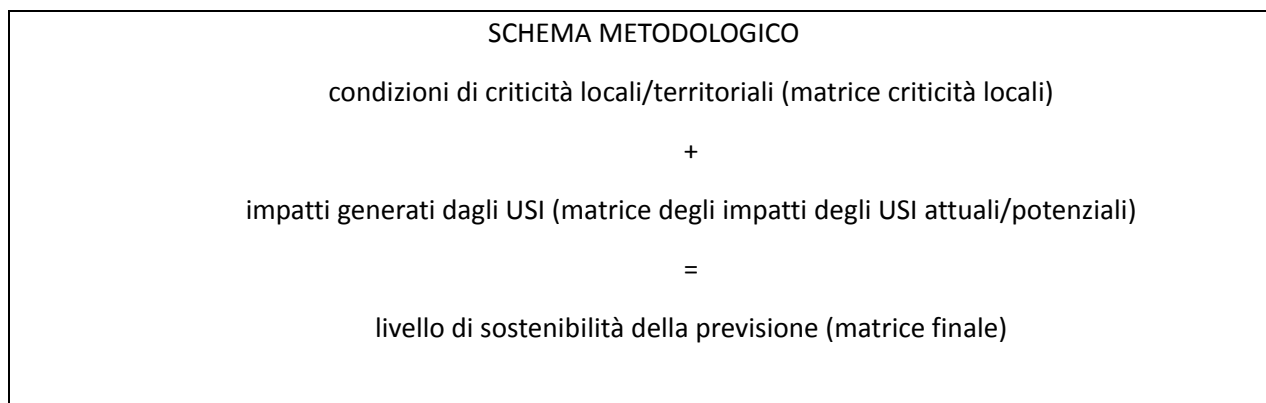 SCHEMA METODOLOGICO
condizioni di criticità locali/territoriali (matrice criticità locali)
+
impatti generati dagli USI (matrice degli impatti degli USI attuali/potenziali)
=
livello di sostenibilità della previsione (matrice finale)